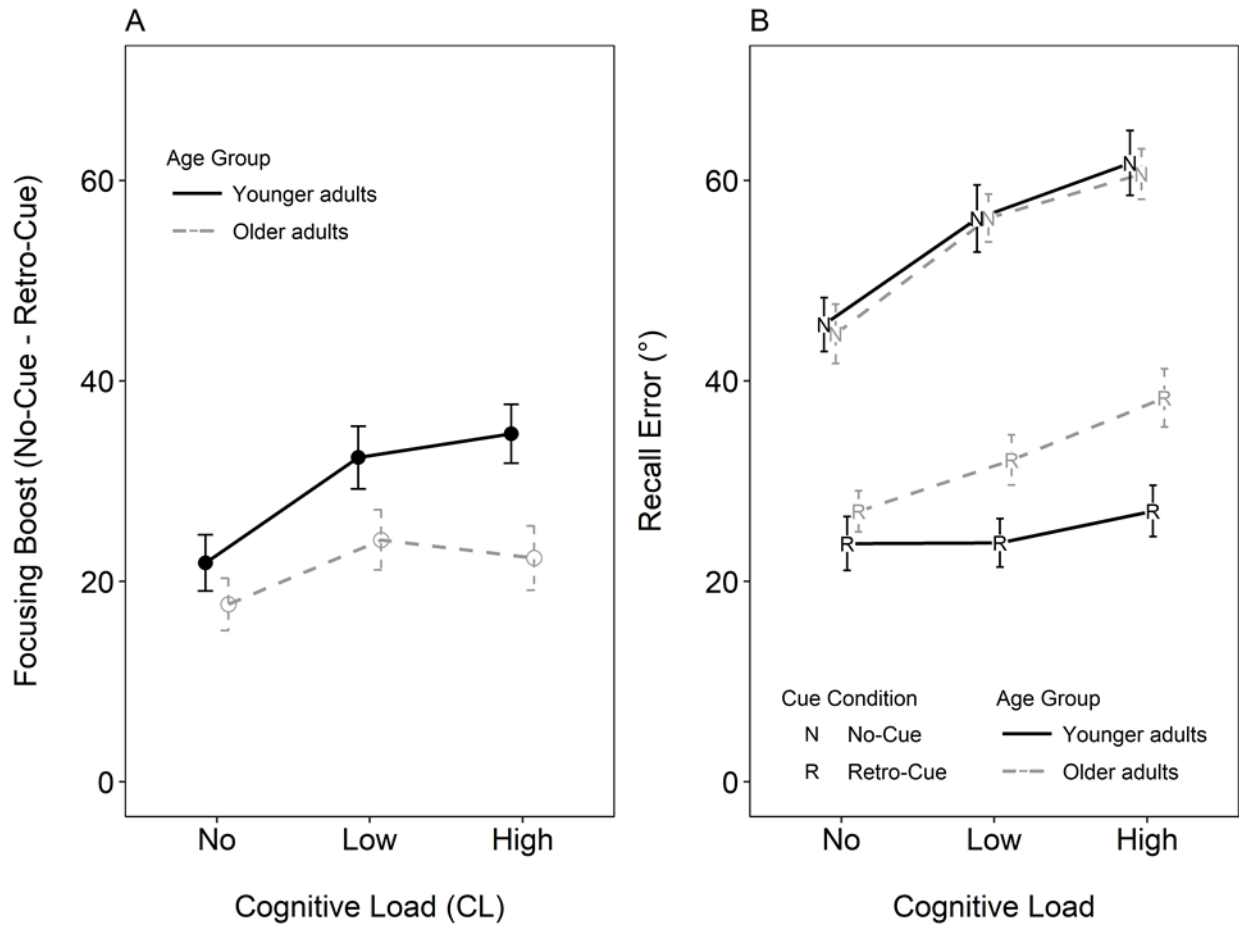 A
Focusing Boost (No-Cue - Retro-Cue)
60
40
20
0
Age Group
Younger adults
Older adults
No Low High
Cognitive Load (CL)
B
Recall Error (°)
60
40
20
0
N N N
N N N
R R R
R R R
Cue Condition
N No-Cue
R Retro-Cue
Age Group
Younger adults
Older adults
No Low High
Cognitive Load